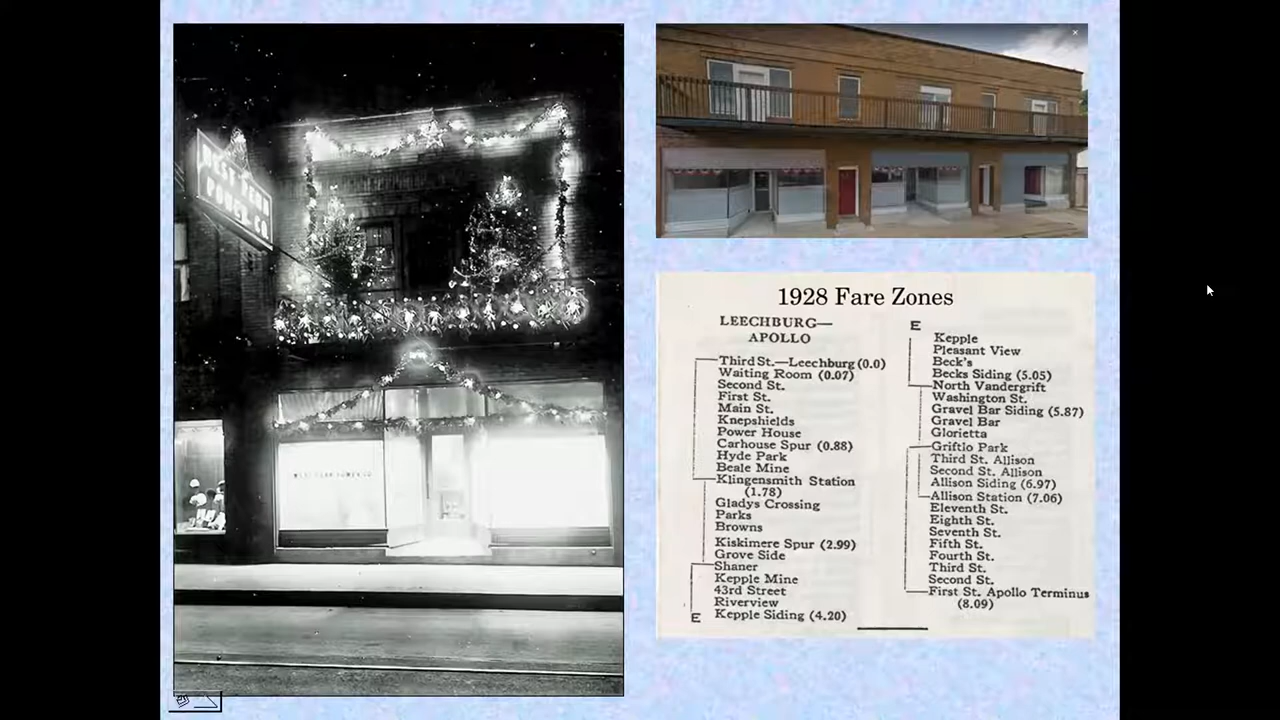 WEST PENN
POWER CO
WEST PENN POWER CO
1928 Fare Zones
LEECHBURG—
APOLLO
Third St.—Leechburg (0.0)
Waiting Room (0.07)
Second St.
First St.
Main St.
Knepshields
Power House
Carhouse Spur (0.88)
Hyde Park
Beale Mine
Klingensmith Station
(1.78)
Gladys Crossing
Parks
Browns
Kiskimere Spur (2.99)
Grove Side
Shaner
Kepple Mine
43rd Street
Riverview
E Kepple Siding (4.20)
E
Kepple
Pleasant View
Beck's
Becks Siding (5.05)
North Vandergrift
Washington St.
Gravel Bar Siding (5.87)
Gravel Bar
Glorietta
Griftlo Park
Third St. Allison
Second St. Allison
Allison Siding (6.97)
Allison Station (7.06)
Eleventh St.
Eighth St.
Seventh St.
Fifth St.
Fourth St.
Third St.
Second St.
First St. Apollo Terminus
(8.09)